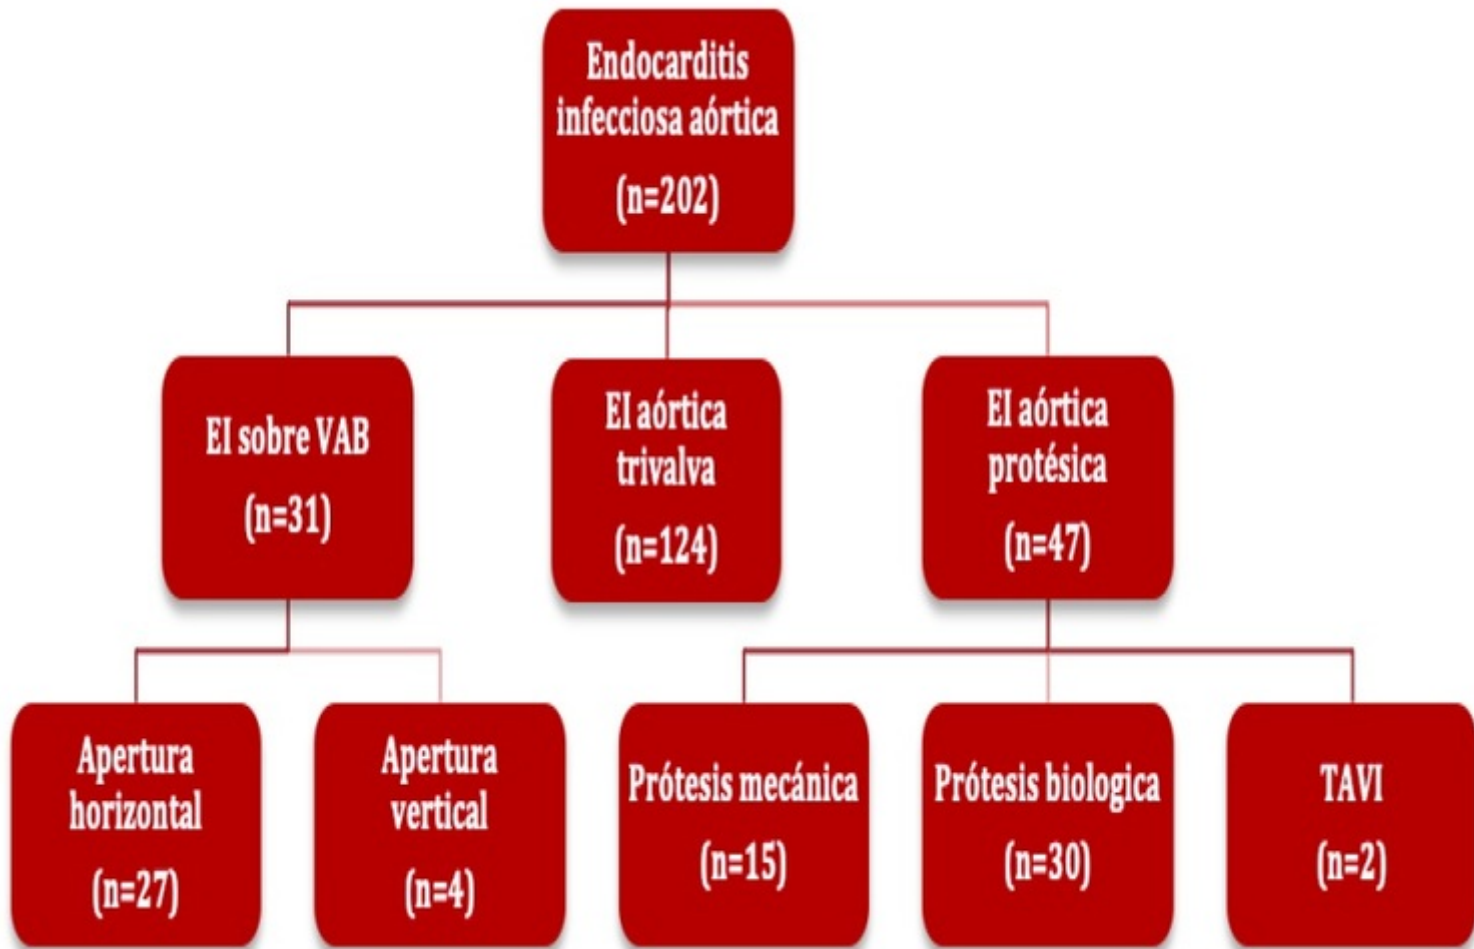 Endocarditis
infecciosa aórtica
(n=202)
EI sobre VAB
(n=31)
EI aórtica
trivalva
(n=124)
EI aórtica
protésica
(n=47)
Apertura
horizontal
(n=27)
Apertura
vertical
(n=4)
Prótesis mecánica
(n=15)
Prótesis biologica
(n=30)
TAVI
(n=2)